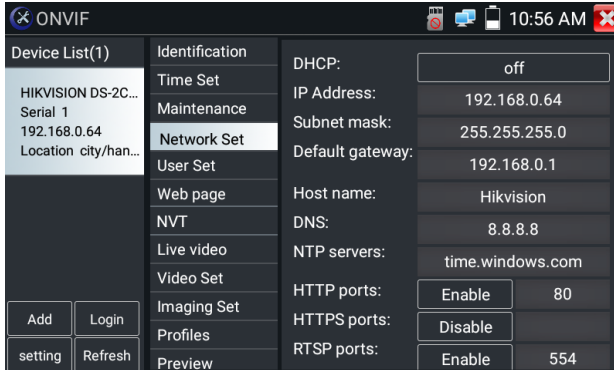 ONVIF
10:56 AM
Device List(1)
HIKVISION DS-2C...
Serial 1
192.168.0.64
Location city/han...
Add
Login
setting
Refresh
Identification
Time Set
Maintenance
Network Set
User Set
Web page
NVT
Live video
Video Set
Imaging Set
Profiles
Preview
DHCP: off
IP Address: 192.168.0.64
Subnet mask: 255.255.255.0
Default gateway: 192.168.0.1
Host name: Hikvision
DNS: 8.8.8.8
NTP servers: time.windows.com
HTTP ports: Enable 80
HTTPS ports: Disable
RTSP ports: Enable 554